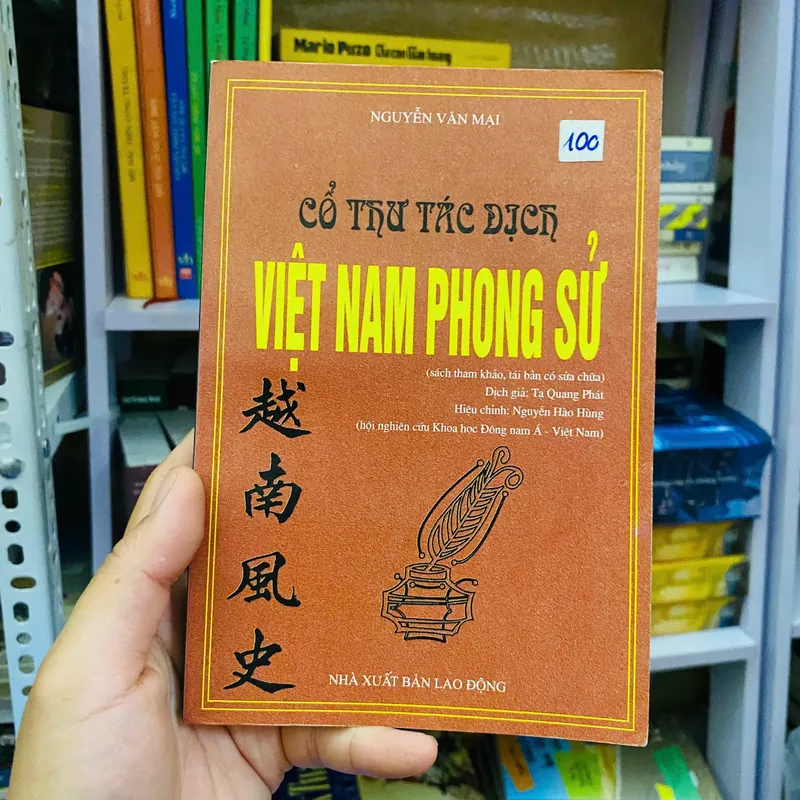 Mario Puzo
NGUYỄN VĂN MẠI
100
CỔ THƯ TÁC DỊCH
VIỆT NAM PHONG SỬ
(sách tham khảo, tái bản có sửa chữa)
Dịch giả: Tạ Quang Phát
Hiệu chỉnh: Nguyễn Hào Hùng
(hội nghiên cứu Khoa học Đông nam Á - Việt Nam)
越南風史
NHÀ XUẤT BẢN LAO ĐỘNG